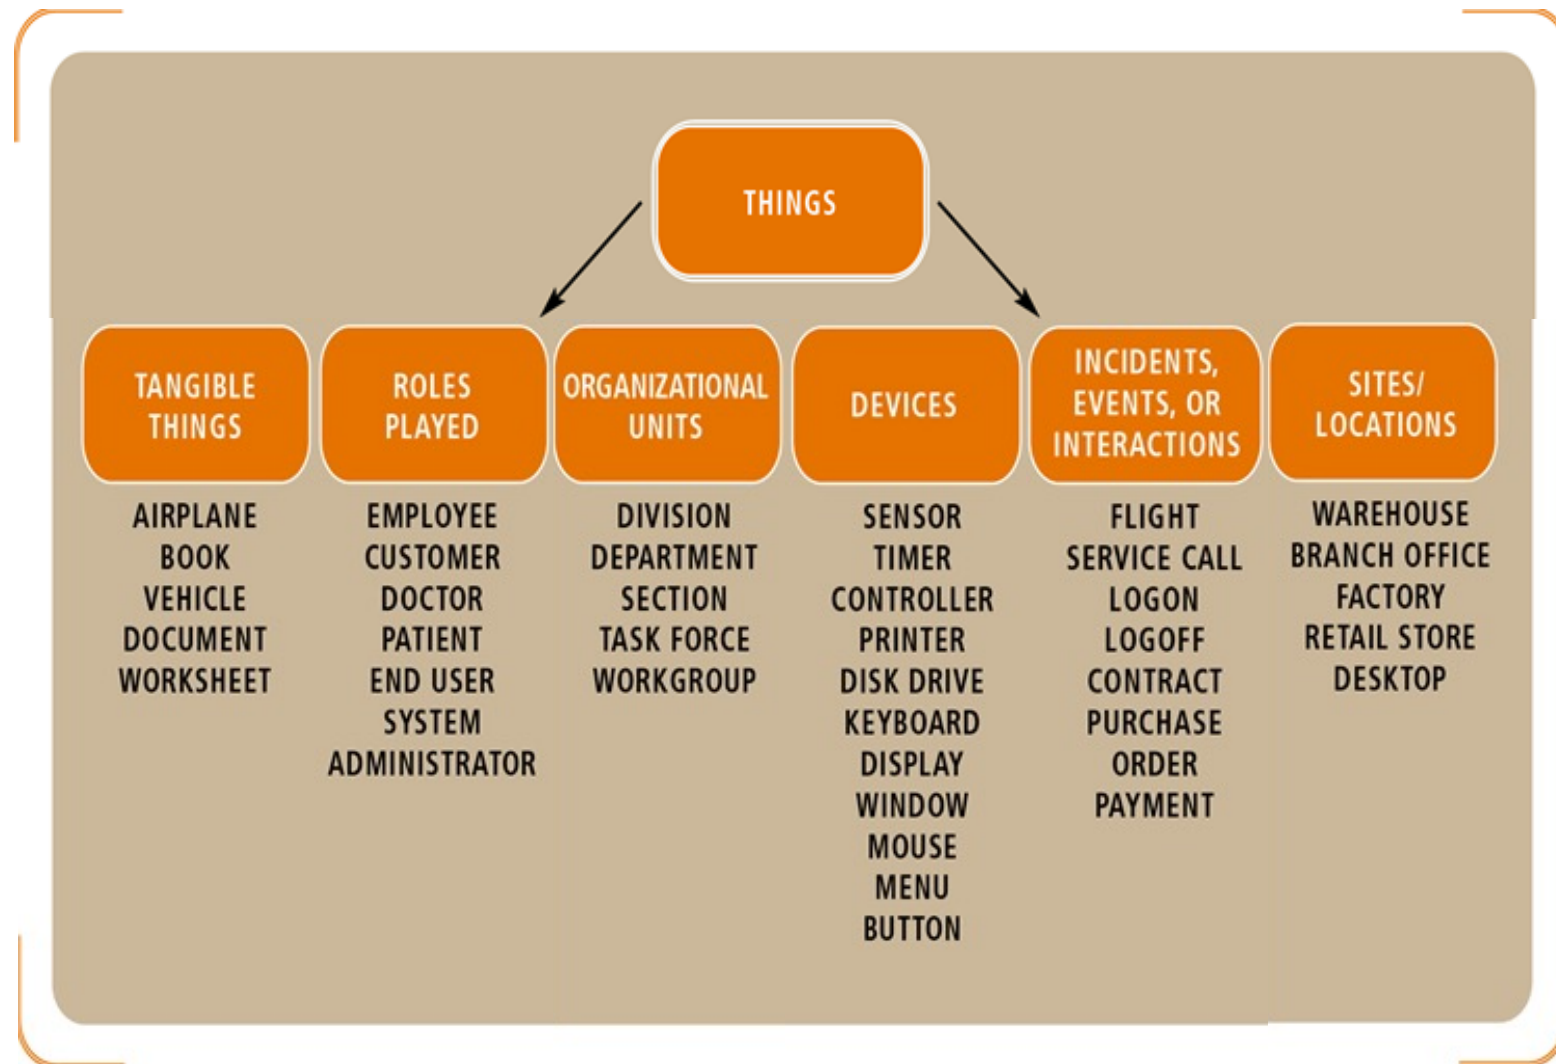 THINGS
TANGIBLE
THINGS
AIRPLANE
BOOK
VEHICLE
DOCUMENT
WORKSHEET
ROLES
PLAYED
EMPLOYEE
CUSTOMER
DOCTOR
PATIENT
END USER
SYSTEM
ADMINISTRATOR
ORGANIZATIONAL
UNITS
DIVISION
DEPARTMENT
SECTION
TASK FORCE
WORKGROUP
DEVICES
SENSOR
TIMER
CONTROLLER
PRINTER
DISK DRIVE
KEYBOARD
DISPLAY
WINDOW
MOUSE
MENU
BUTTON
INCIDENTS,
EVENTS, OR
INTERACTIONS
FLIGHT
SERVICE CALL
LOGON
LOGOFF
CONTRACT
PURCHASE
ORDER
PAYMENT
SITES/
LOCATIONS
WAREHOUSE
BRANCH OFFICE
FACTORY
RETAIL STORE
DESKTOP